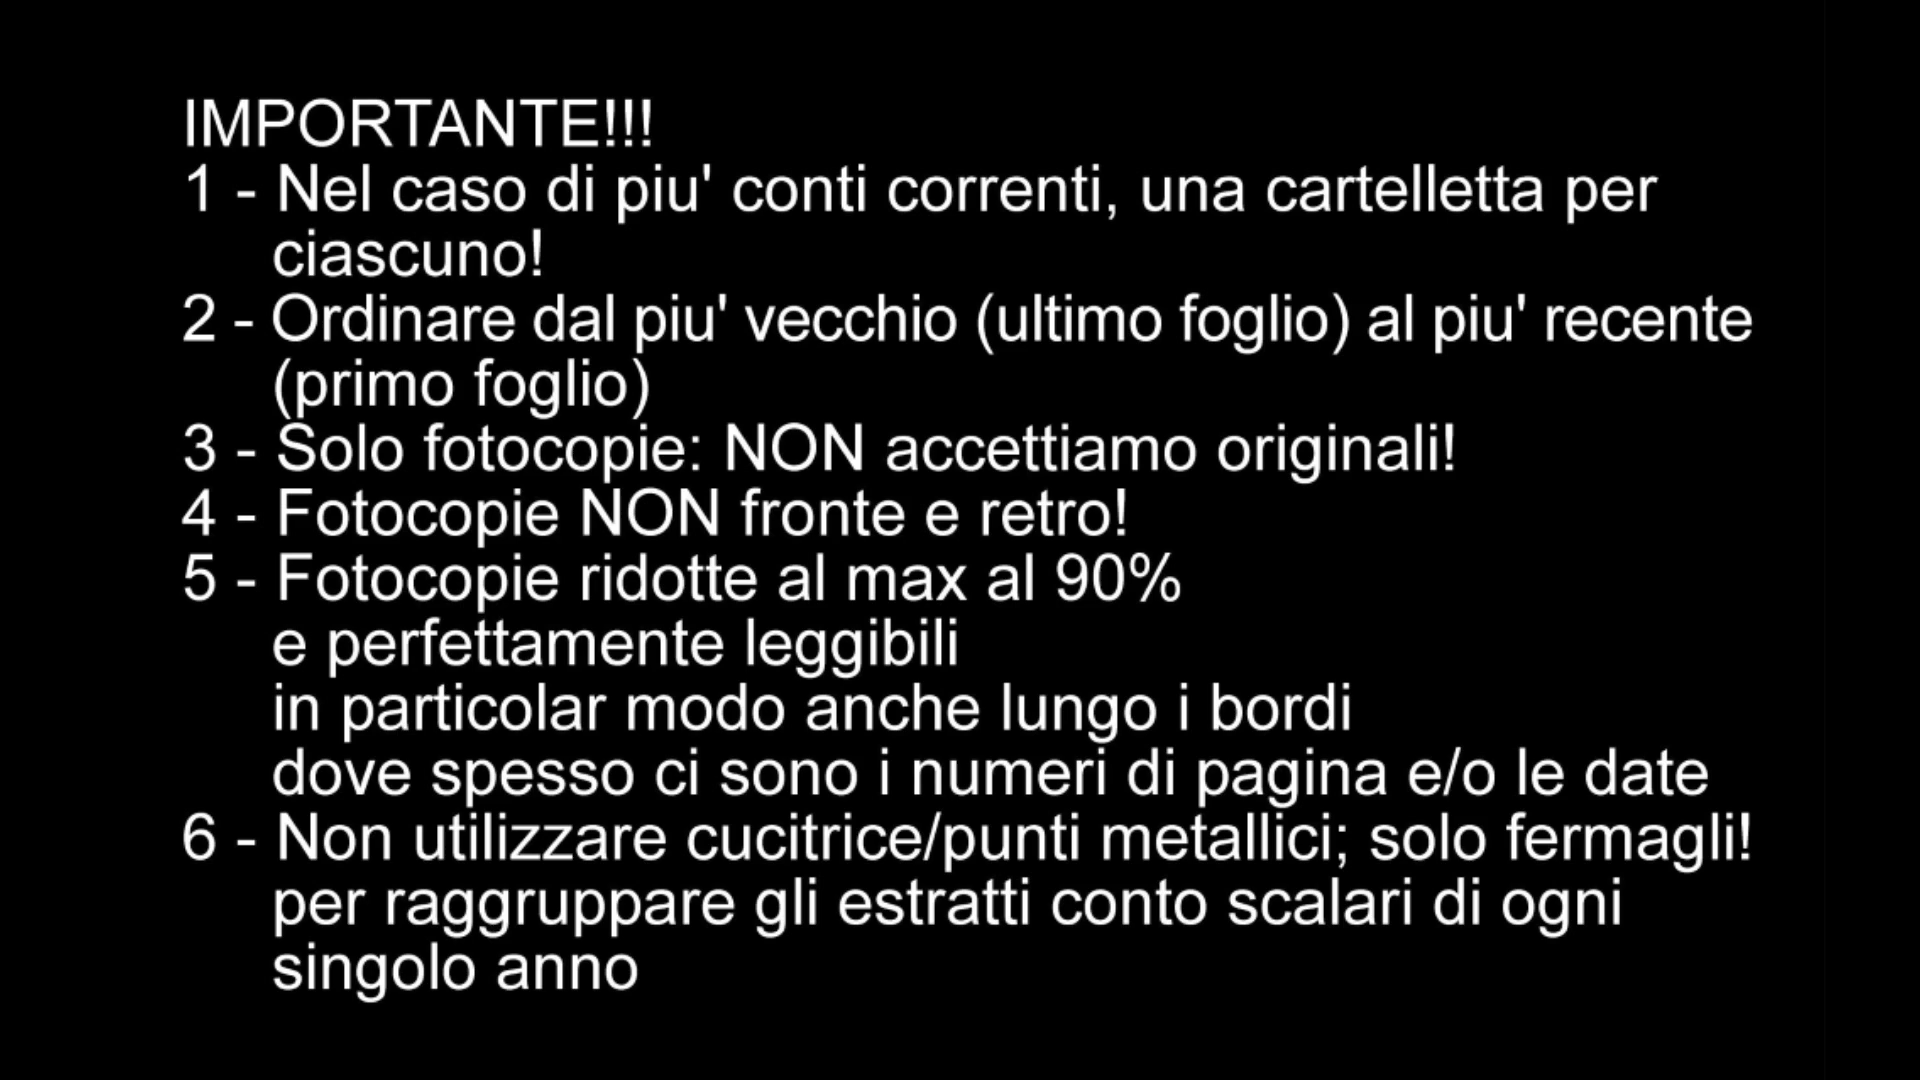 IMPORTANTE!!!
1 - Nel caso di piu' conti correnti, una cartelletta per
ciascuno!
2 - Ordinare dal piu' vecchio (ultimo foglio) al piu' recente
(primo foglio)
3 - Solo fotocopie: NON accettiamo originali!
4 - Fotocopie NON fronte e retro!
5 - Fotocopie ridotte al max al 90%
e perfettamente leggibili
in particolar modo anche lungo i bordi
dove spesso ci sono i numeri di pagina e/o le date
6 - Non utilizzare cucitrice/punti metallici; solo fermagli!
per raggruppare gli estratti conto scalari di ogni
singolo anno